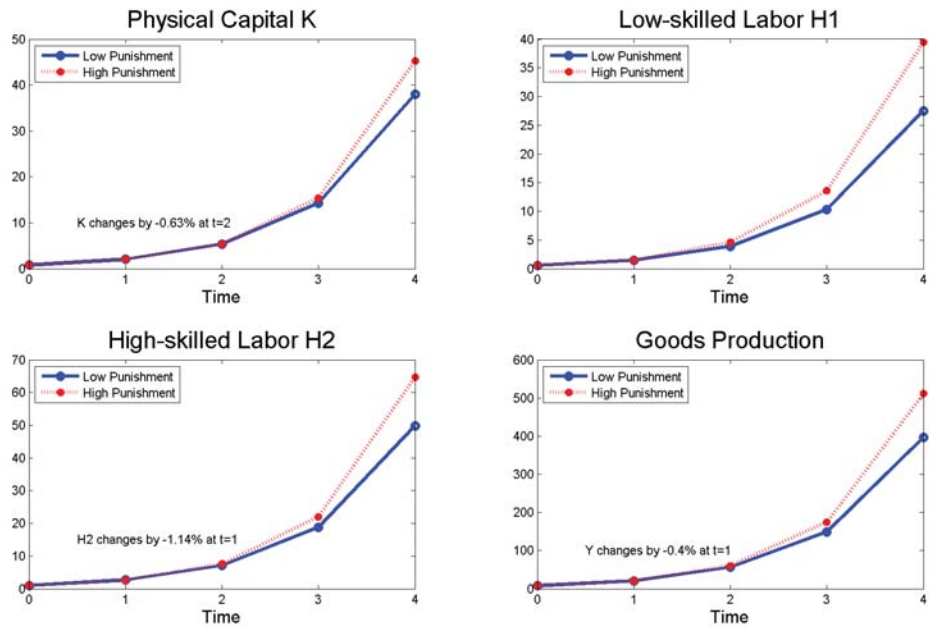 Physical Capital K
50
40
30
20
10
0
Low Punishment
High Punishment
K changes by -0.63% at t=2
0 1 2 3 4
Time
Low-skilled Labor H1
40
35
30
25
20
15
10
5
0
Low Punishment
High Punishment
0 1 2 3 4
Time
High-skilled Labor H2
70
60
50
40
30
20
10
0
Low Punishment
High Punishment
H2 changes by -1.14% at t=1
0 1 2 3 4
Time
Goods Production
600
500
400
300
200
100
0
Low Punishment
High Punishment
Y changes by -0.4% at t=1
0 1 2 3 4
Time